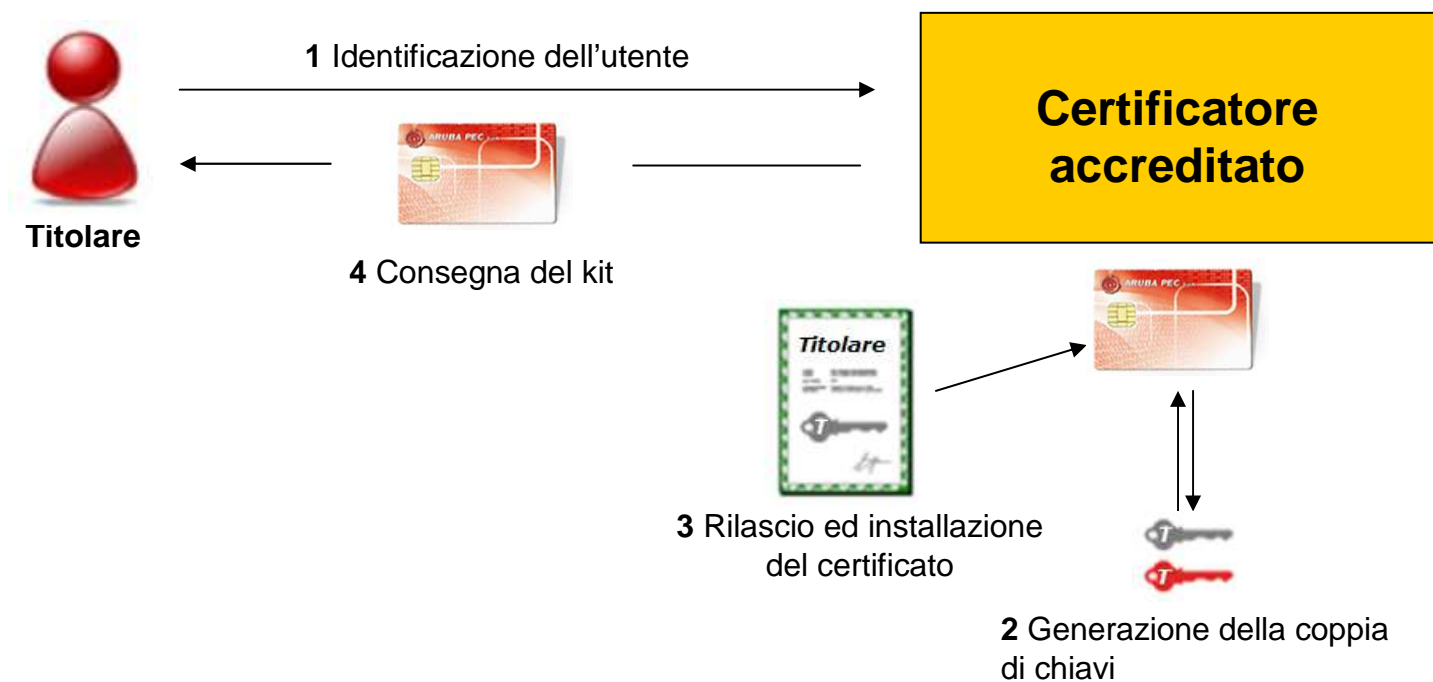 1 Identificazione dell’utente
Certificatore
accreditato
ARUBA PEC
Titolare
4 Consegna del kit
ARUBA PEC
Titolare
T
3 Rilascio ed installazione
del certificato
T
T
2 Generazione della coppia
di chiavi